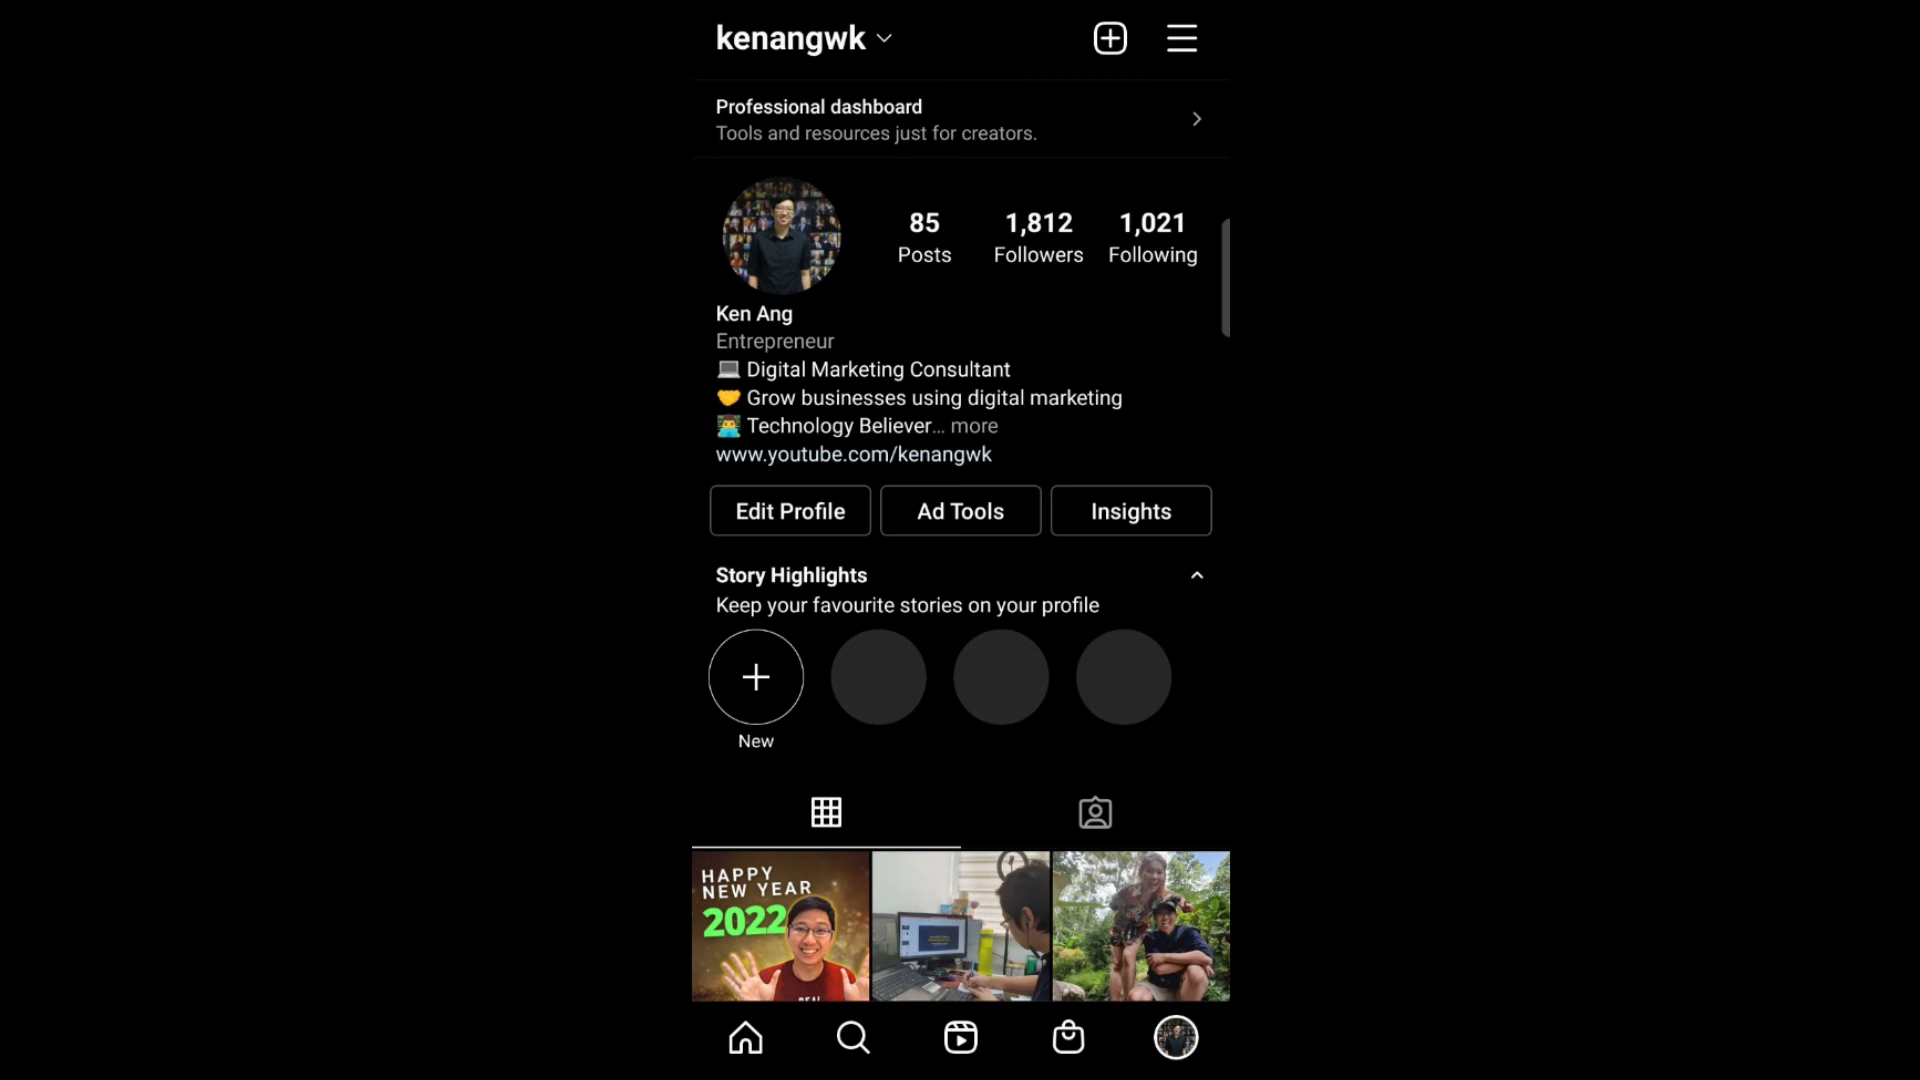 kenangwk
Professional dashboard
Tools and resources just for creators.
85
Posts
1,812
Followers
1,021
Following
Ken Ang
Entrepreneur
💻 Digital Marketing Consultant
🤝 Grow businesses using digital marketing
👨‍💻 Technology Believer... more
www.youtube.com/kenangwk
Edit Profile
Ad Tools
Insights
Story Highlights
Keep your favourite stories on your profile
New
HAPPY
NEW YEAR
2022